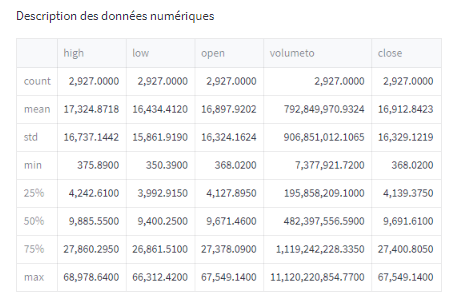 Description des données numériques
high low open volumeto close
count 2,927.0000 2,927.0000 2,927.0000 2,927.0000 2,927.0000
mean 17,324.8718 16,434.4120 16,897.9202 792,849,970.9324 16,912.8423
std 16,737.1442 15,861.9190 16,324.1624 906,851,012.1065 16,329.1219
min 375.8900 350.3900 368.0200 7,377,921.7200 368.0200
25% 4,242.6100 3,992.9150 4,127.8950 195,858,209.1000 4,139.3750
50% 9,885.5500 9,400.2500 9,671.4600 482,397,556.5900 9,691.6100
75% 27,860.2950 26,861.5100 27,378.0900 1,119,242,228.3350 27,400.8050
max 68,978.6400 66,312.4200 67,549.1400 11,120,220,854.7700 67,549.1400